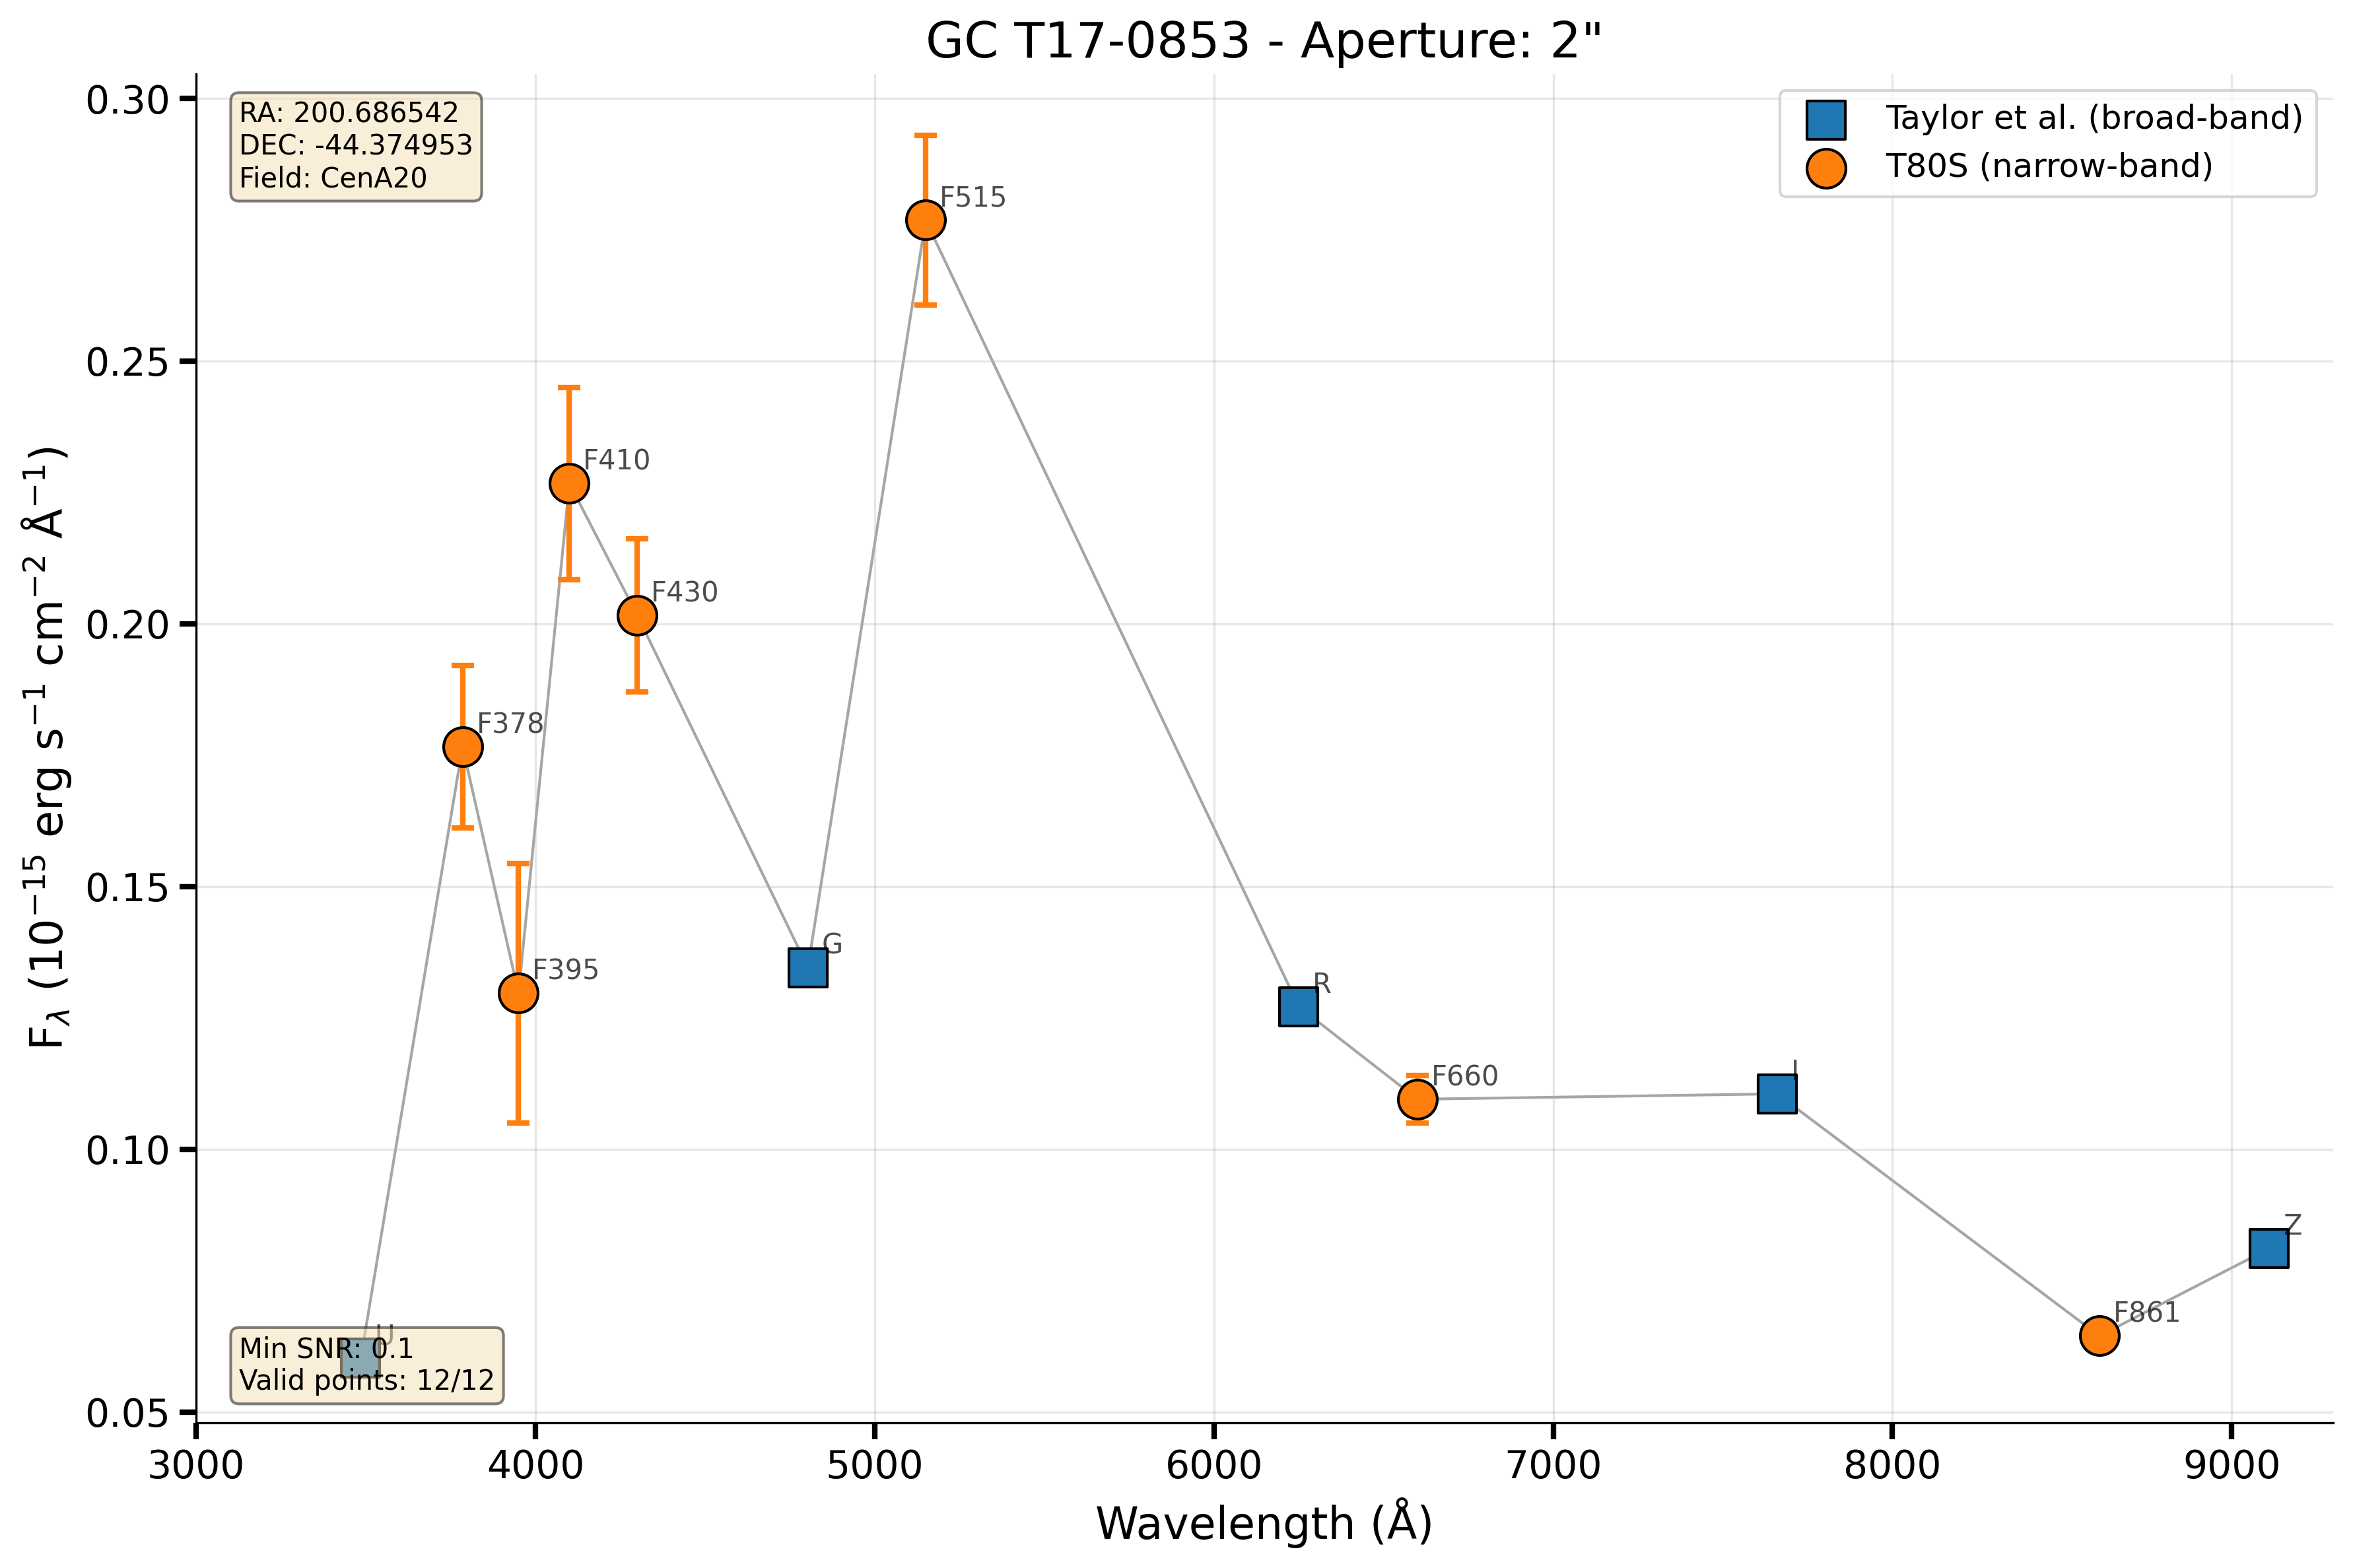 GC T17-0853 - Aperture: 2"
RA: 200.686542
DEC: -44.374953
Field: CenA20
Taylor et al. (broad-band)
T80S (narrow-band)
0.30
0.25
0.20
0.15
0.10
0.05
F515
F410
F430
F378
F395
G
R
F660
I
Z
F861
U
Min SNR: 0.1
Valid points: 12/12
3000 4000 5000 6000 7000 8000 9000
Wavelength (Å)
Fλ (10⁻¹⁵ erg s⁻¹ cm⁻² Å⁻¹)